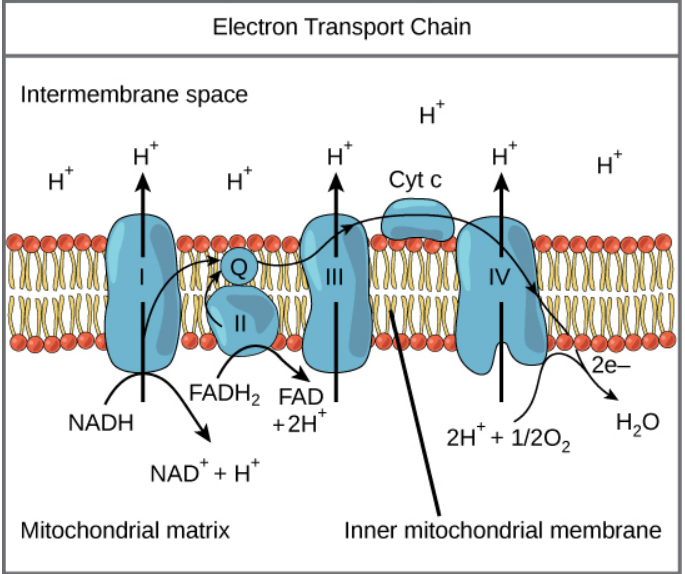 Electron Transport Chain
Intermembrane space
H⁺
H⁺
H⁺
H⁺
H⁺
H⁺
H⁺
Cyt c
I
Q
II
III
IV
NADH
NAD⁺ + H⁺
FADH₂
FAD
+ 2H⁺
2H⁺ + 1/2O₂
2e–
H₂O
Mitochondrial matrix
Inner mitochondrial membrane